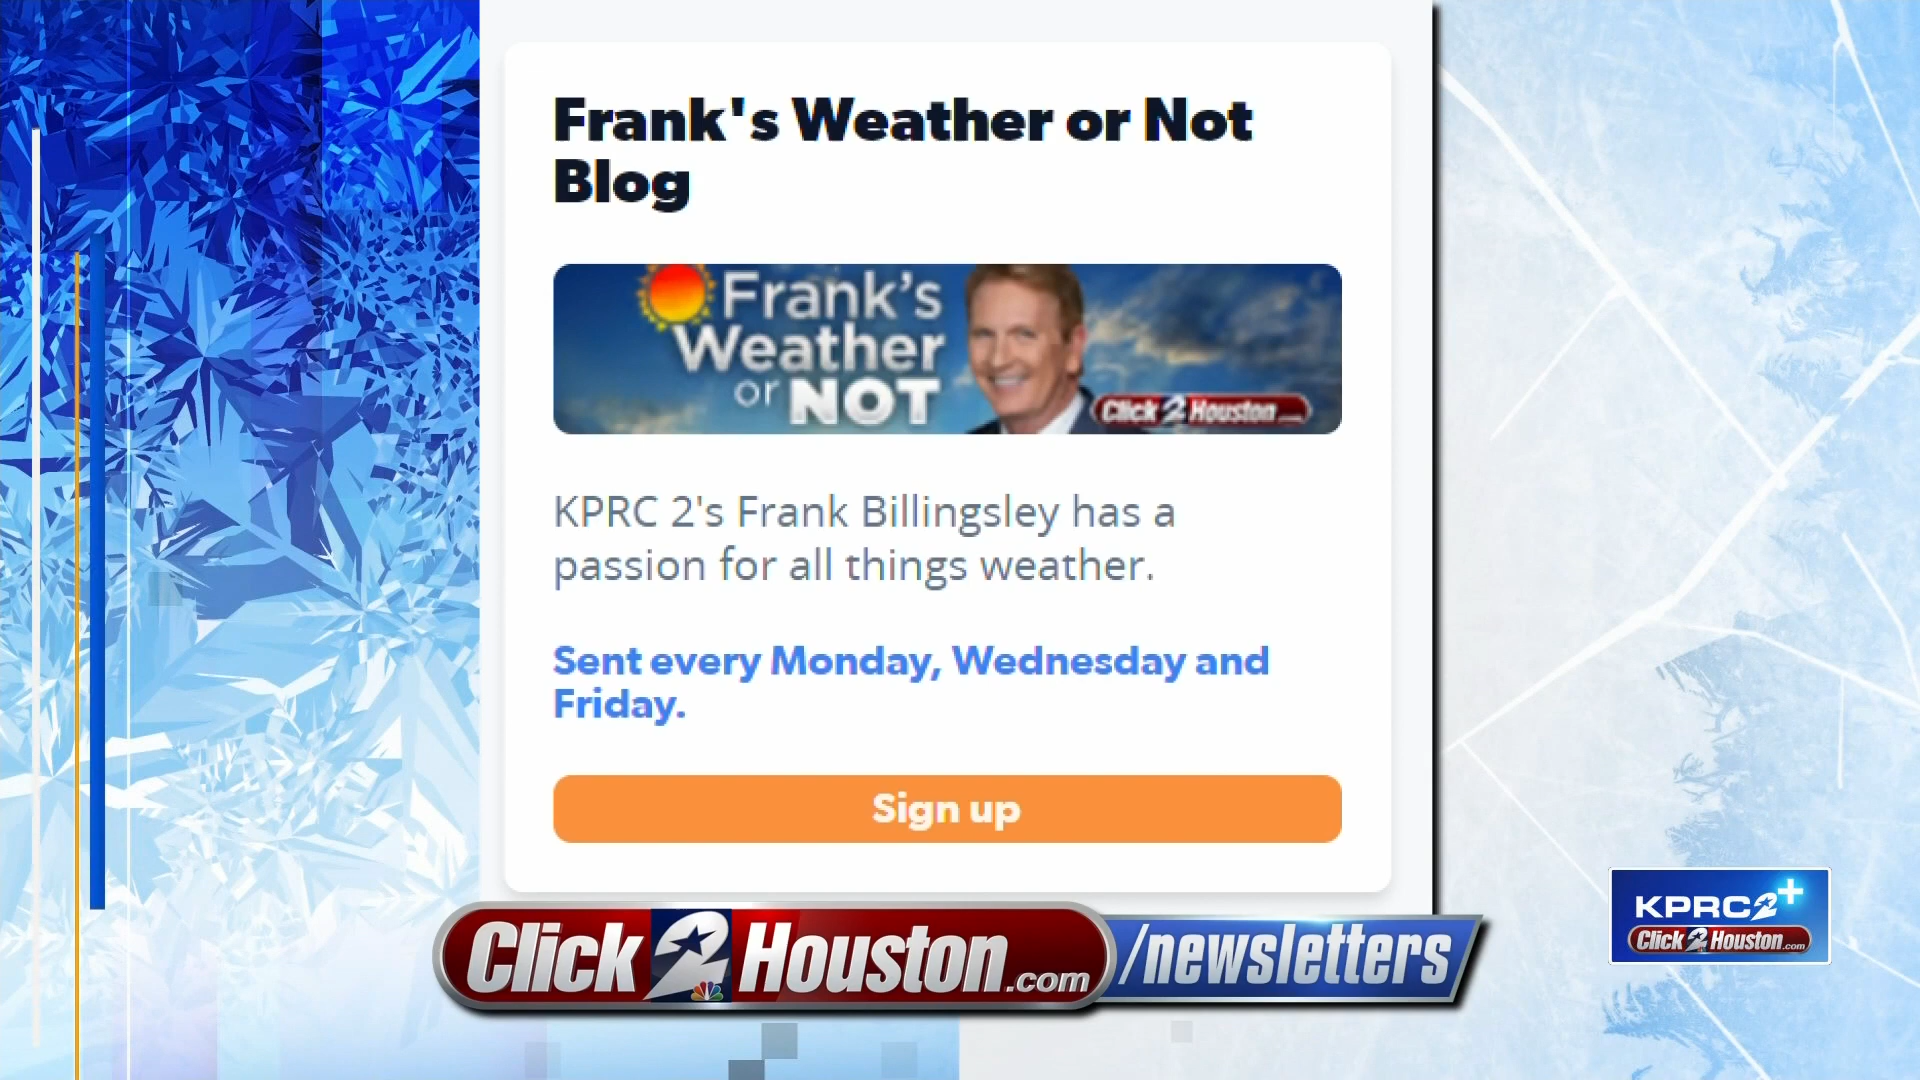 Frank's Weather or Not
Blog
Frank's
Weather
or NOT
Click 2 Houston.com
KPRC 2's Frank Billingsley has a
passion for all things weather.
Sent every Monday, Wednesday and
Friday.
Sign up
Click 2 Houston.com /newsletters
KPRC 2+
Click 2 Houston.com